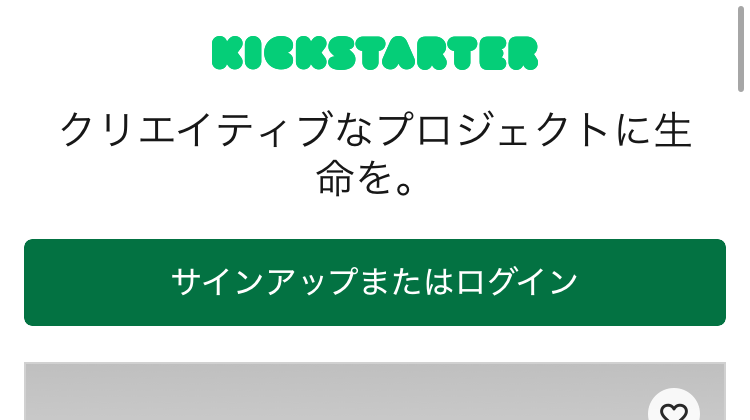 KICKSTARTER
クリエイティブなプロジェクトに生
命を。
サインアップまたはログイン